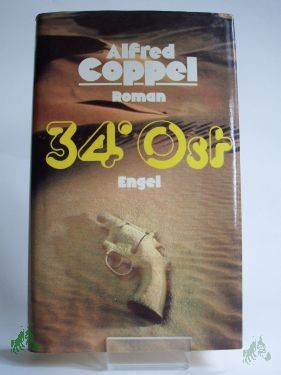 Alfred
Coppel
Roman
34° Ost
Engel